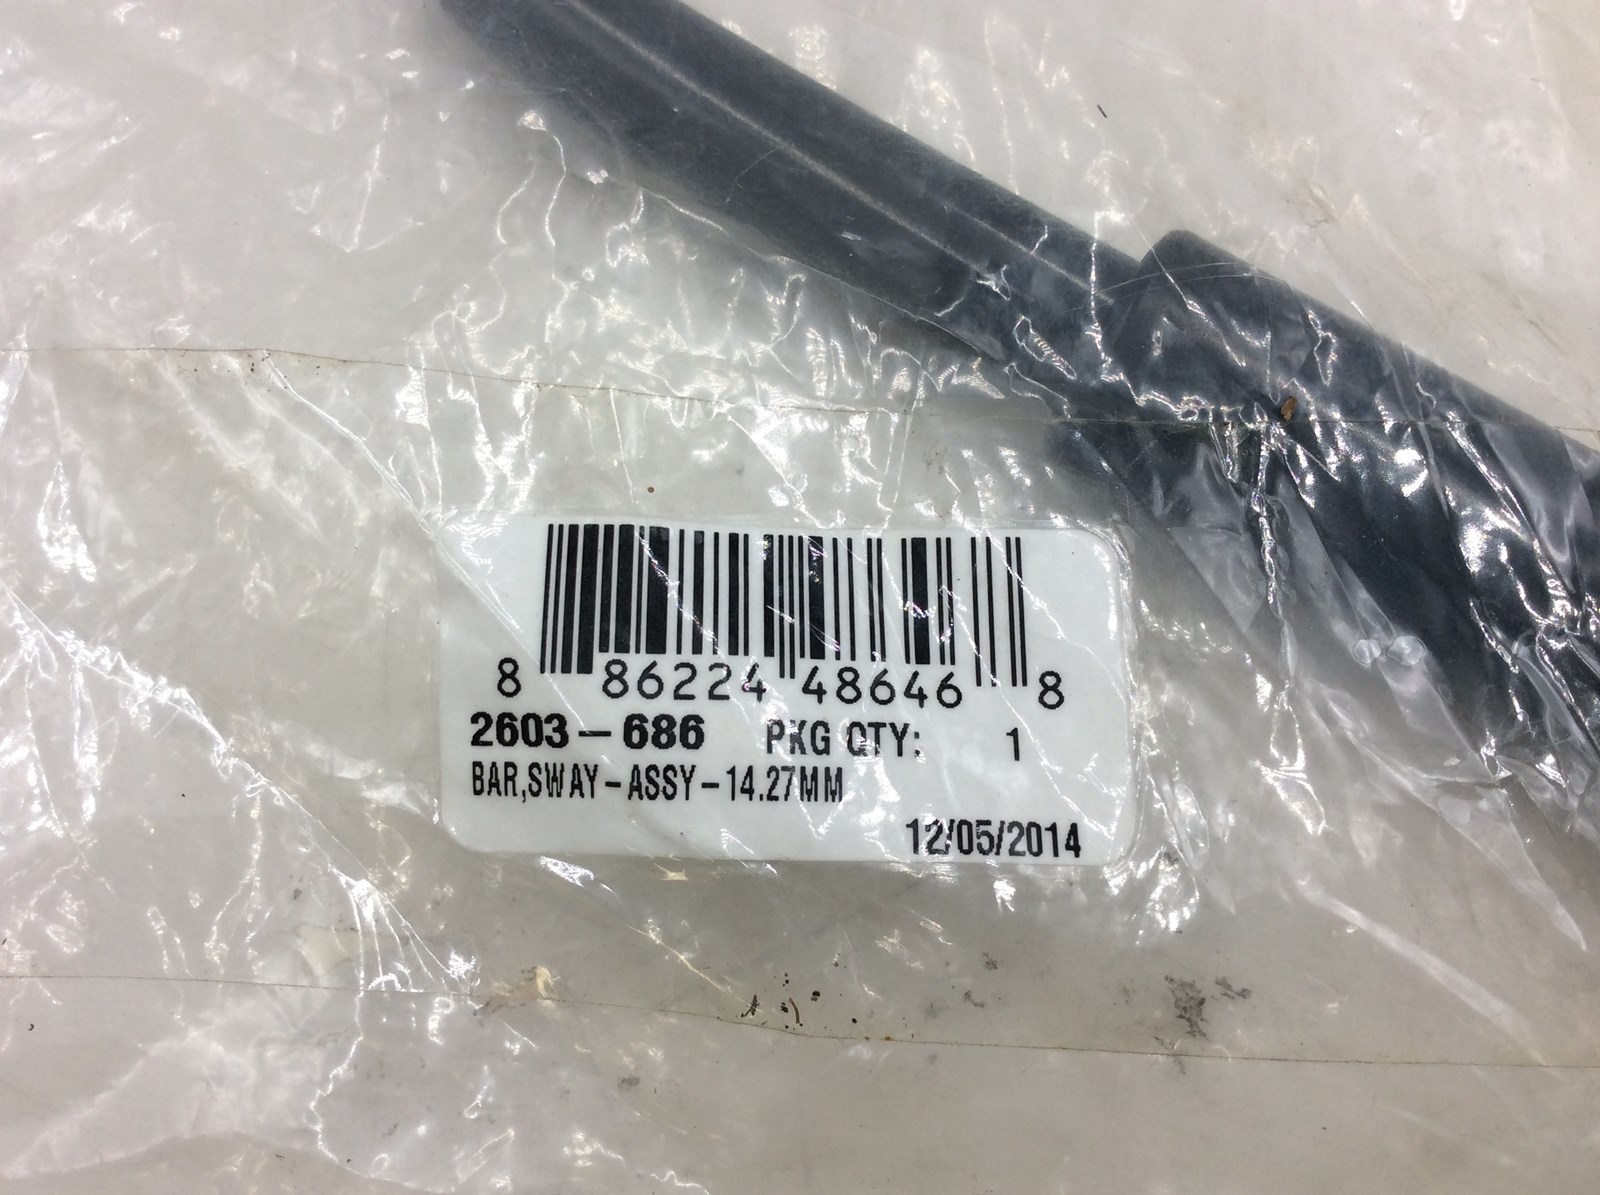 8 86224 48646 8
2603-686 PKG QTY: 1
BAR,SWAY-ASSY-14.27MM
12/05/2014